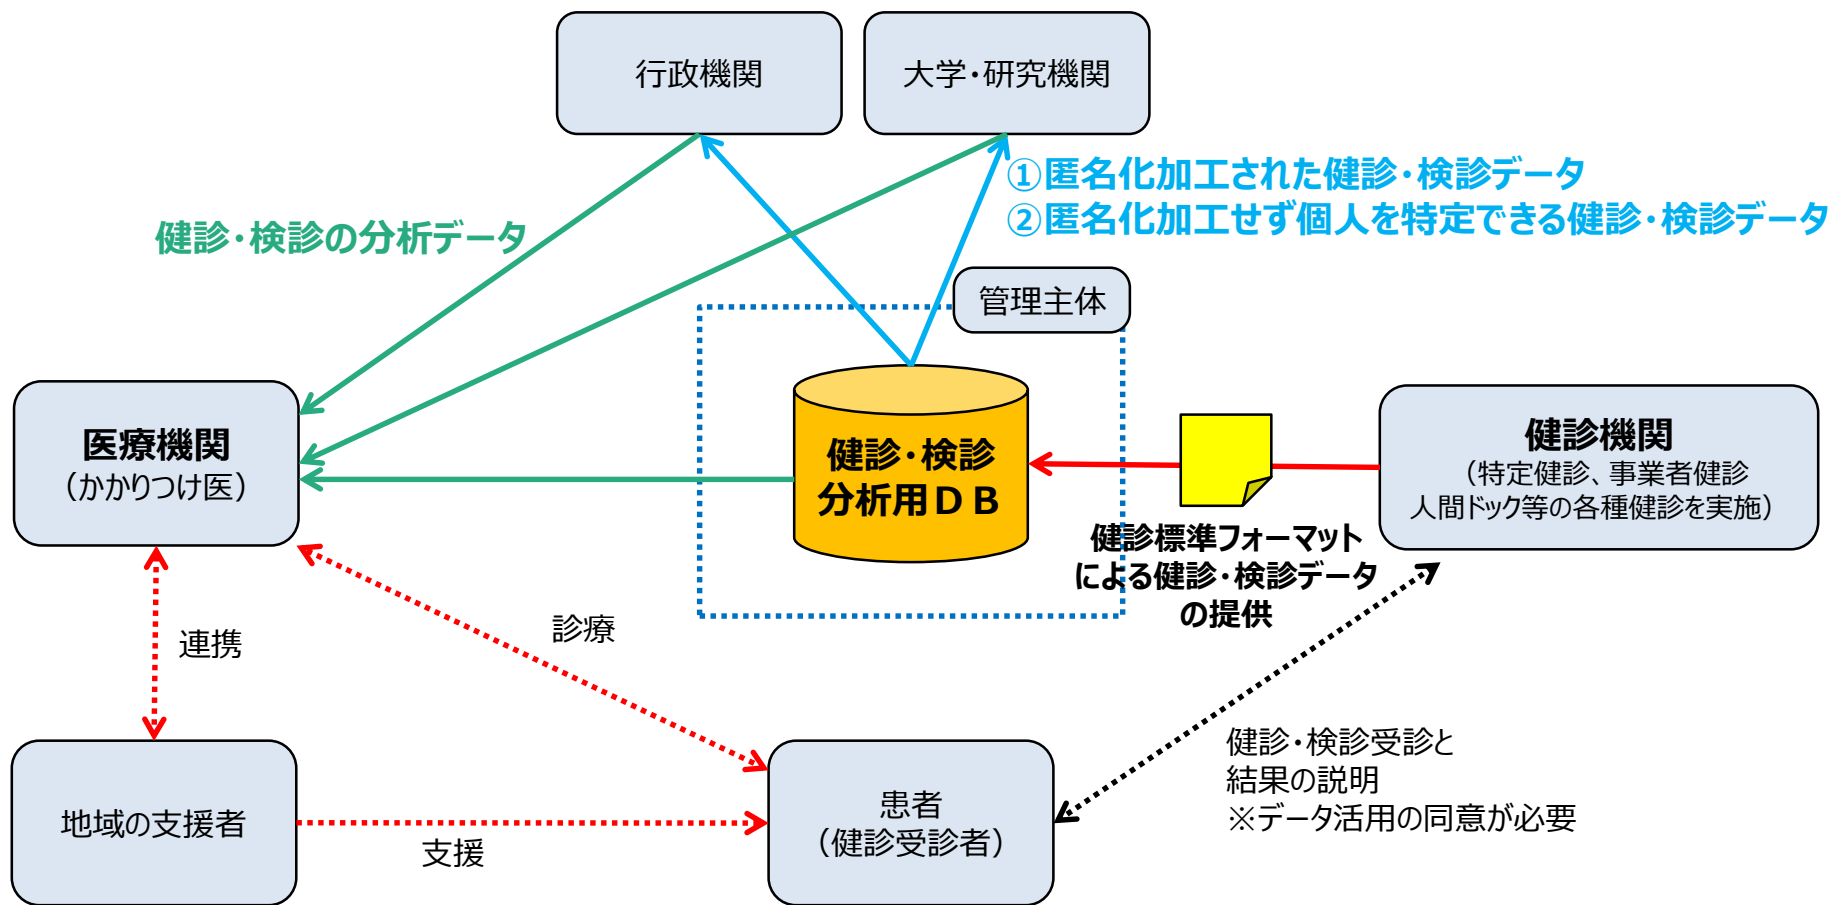 行政機関
大学・研究機関
①匿名化加工された健診・検診データ
②匿名化加工せず個人を特定できる健診・検診データ
健診・検診の分析データ
管理主体
医療機関
（かかりつけ医）
健診・検診
分析用ＤＢ
健診機関
（特定健診、事業者健診
人間ドック等の各種健診を実施）
健診標準フォーマット
による健診・検診データ
の提供
連携
診療
健診・検診受診と
結果の説明
※データ活用の同意が必要
地域の支援者
支援
患者
（健診受診者）